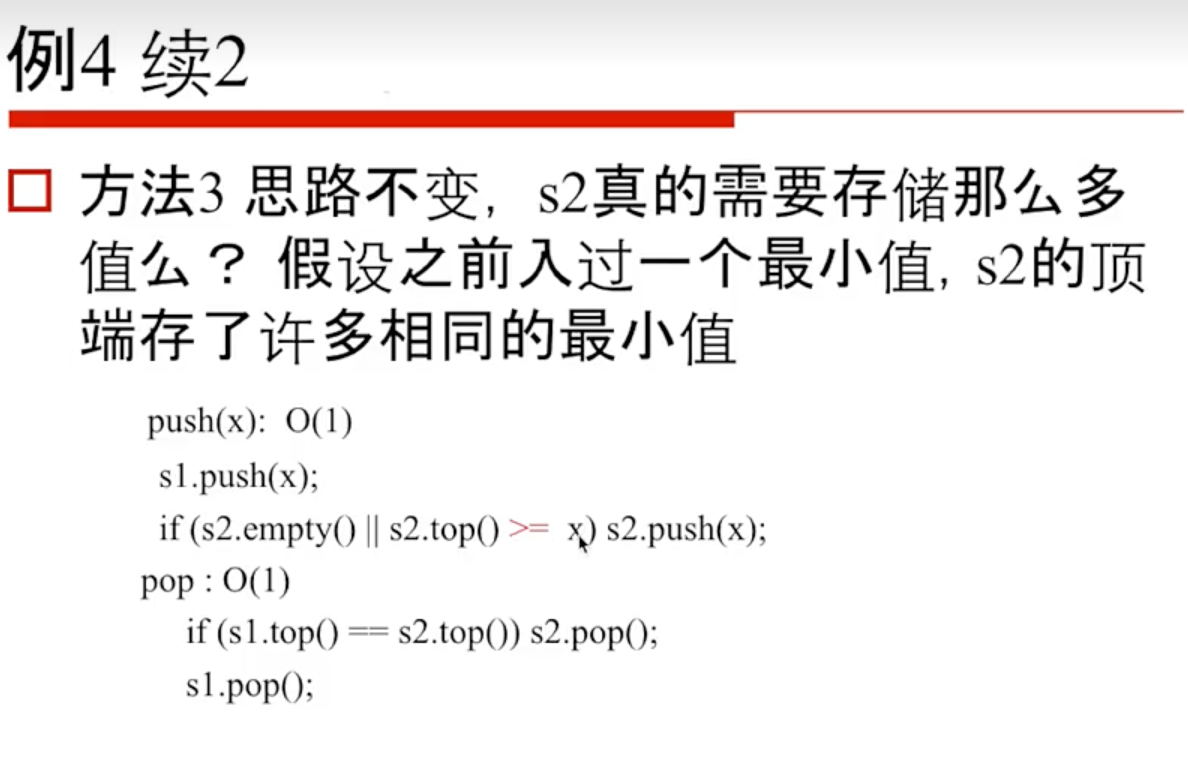 例4 续2
方法3 思路不变，s2真的需要存储那么多
值么？ 假设之前入过一个最小值, s2的顶
端存了许多相同的最小值
push(x): O(1)
s1.push(x);
if (s2.empty() || s2.top() >= x) s2.push(x);
pop : O(1)
if (s1.top() == s2.top()) s2.pop();
s1.pop();